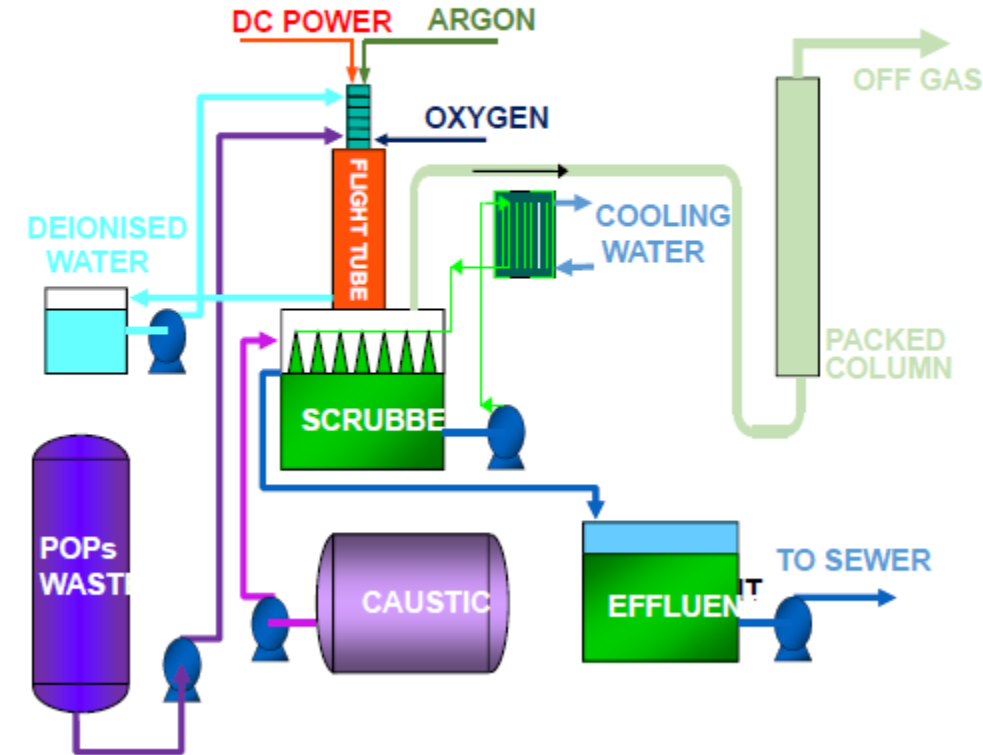 DC POWER
ARGON
OFF GAS
OXYGEN
FLIGHT TUBE
DEIONISED
WATER
COOLING
WATER
PACKED
COLUMN
SCRUBBE
POPs
WASTE
CAUSTIC
TO SEWER
EFFLUENT